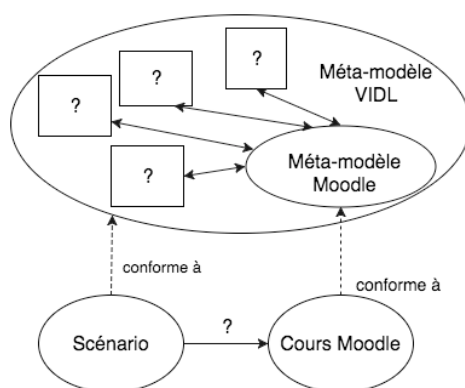 ?
?
?
?
Méta-modèle
VIDL
Méta-modèle
Moodle
conforme à
conforme à
Scénario
?
Cours Moodle